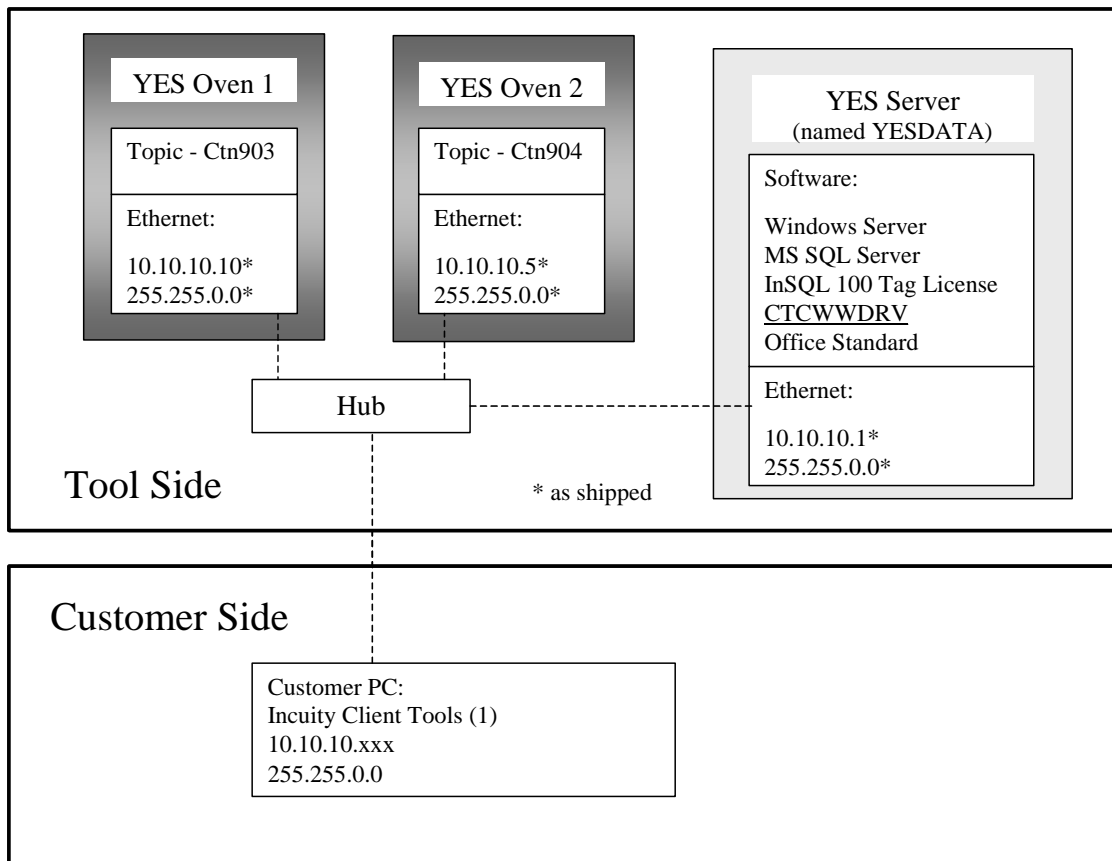 YES Oven 1
Topic - Ctn903
Ethernet:
10.10.10.10*
255.255.0.0*
YES Oven 2
Topic - Ctn904
Ethernet:
10.10.10.5*
255.255.0.0*
YES Server
(named YESDATA)
Software:
Windows Server
MS SQL Server
InSQL 100 Tag License
CTCWWDRV
Office Standard
Ethernet:
10.10.10.1*
255.255.0.0*
Hub
Tool Side
* as shipped
Customer Side
Customer PC:
Incuity Client Tools (1)
10.10.10.xxx
255.255.0.0